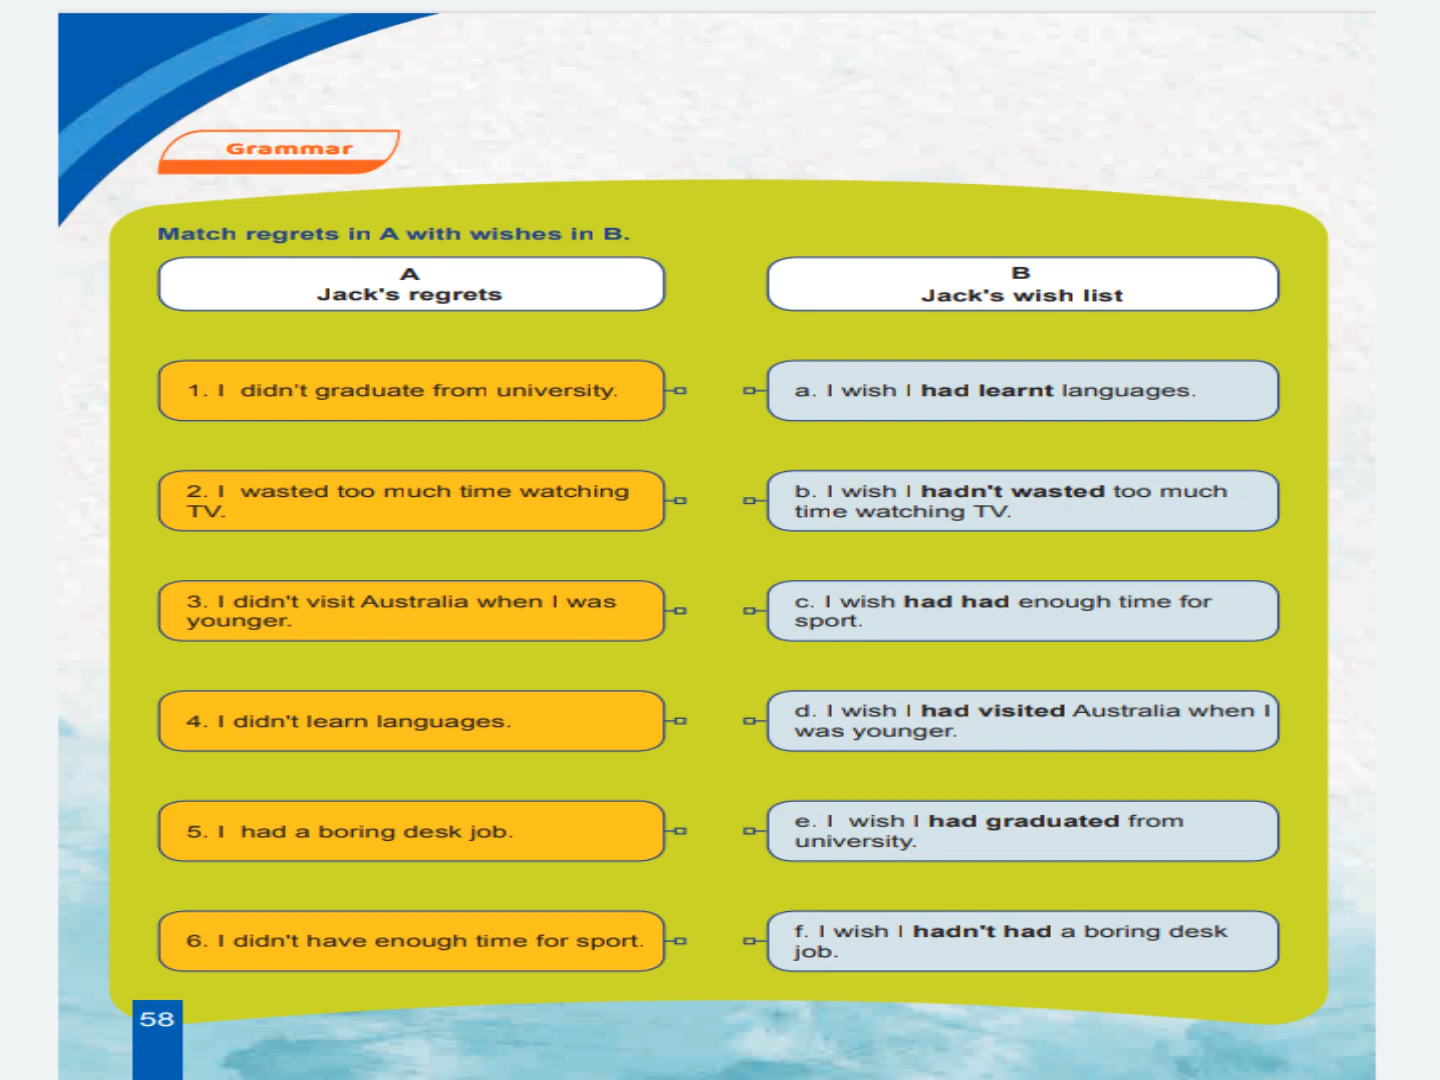 Grammar
Match regrets in A with wishes in B.
A
Jack's regrets
B
Jack's wish list
1. I didn't graduate from university.
a. I wish I had learnt languages.
2. I wasted too much time watching
TV.
b. I wish I hadn't wasted too much
time watching TV.
3. I didn't visit Australia when I was
younger.
c. I wish had had enough time for
sport.
4. I didn't learn languages.
d. I wish I had visited Australia when I
was younger.
5. I had a boring desk job.
e. I wish I had graduated from
university.
6. I didn't have enough time for sport.
f. I wish I hadn't had a boring desk
job.
58